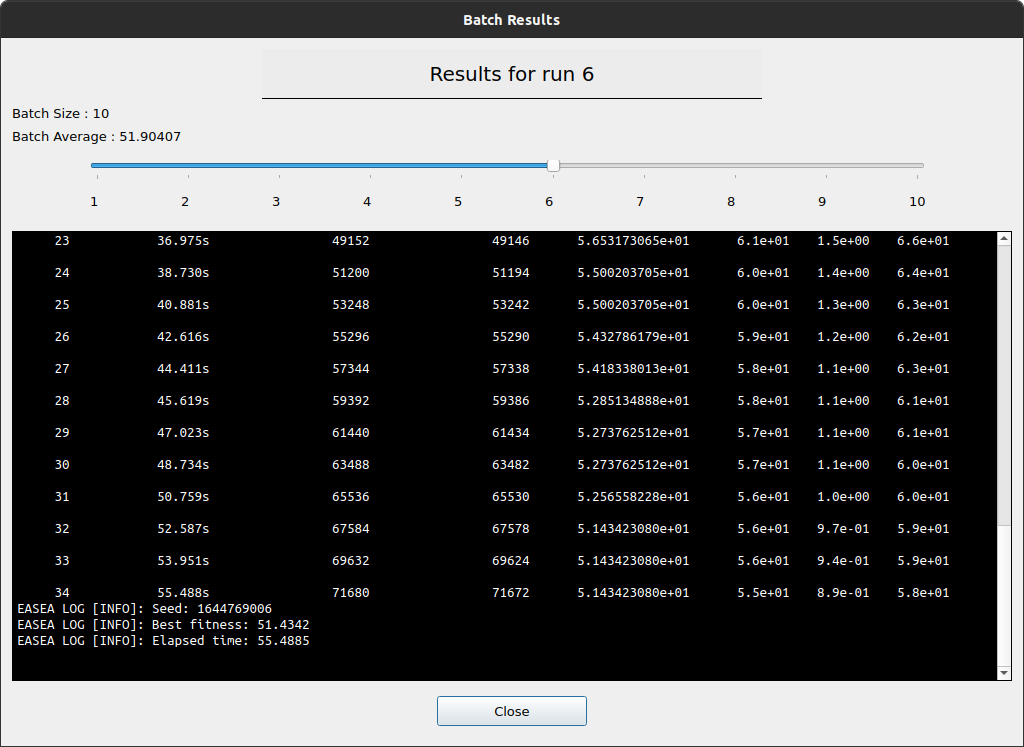 Batch Results
Results for run 6
Batch Size : 10
Batch Average : 51.90407
1 2 3 4 5 6 7 8 9 10
23 36.975s 49152 49146 5.653173065e+01 6.1e+01 1.5e+00 6.6e+01
24 38.730s 51200 51194 5.500203705e+01 6.0e+01 1.4e+00 6.4e+01
25 40.881s 53248 53242 5.500203705e+01 6.0e+01 1.3e+00 6.3e+01
26 42.616s 55296 55290 5.432786179e+01 5.9e+01 1.2e+00 6.2e+01
27 44.411s 57344 57338 5.418338013e+01 5.8e+01 1.1e+00 6.3e+01
28 45.619s 59392 59386 5.285134888e+01 5.8e+01 1.1e+00 6.1e+01
29 47.023s 61440 61434 5.273762512e+01 5.7e+01 1.1e+00 6.1e+01
30 48.734s 63488 63482 5.273762512e+01 5.7e+01 1.1e+00 6.0e+01
31 50.759s 65536 65530 5.256558228e+01 5.6e+01 1.0e+00 6.0e+01
32 52.587s 67584 67578 5.143423080e+01 5.6e+01 9.7e-01 5.9e+01
33 53.951s 69632 69624 5.143423080e+01 5.6e+01 9.4e-01 5.9e+01
34 55.488s 71680 71672 5.143423080e+01 5.5e+01 8.9e-01 5.8e+01
EASEA LOG [INFO]: Seed: 1644769006
EASEA LOG [INFO]: Best fitness: 51.4342
EASEA LOG [INFO]: Elapsed time: 55.4885
Close